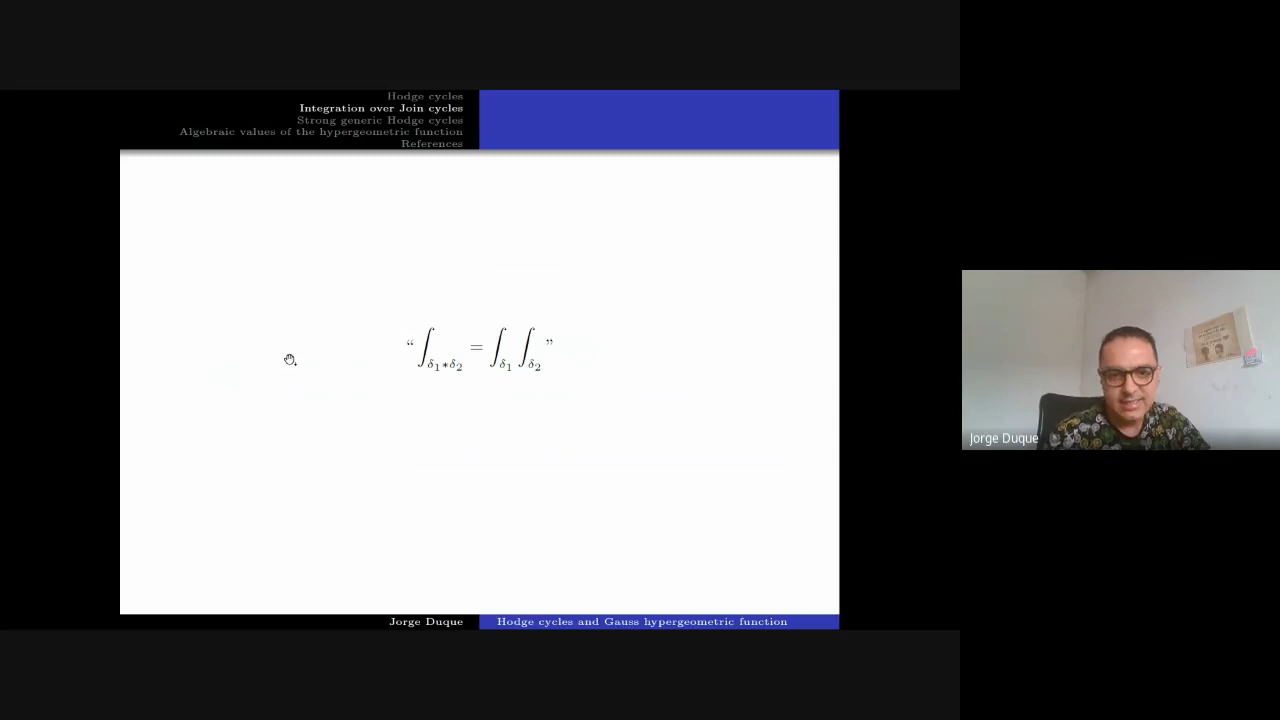 Hodge cycles
Integration over Join cycles
Strong generic Hodge cycles
Algebraic values of the hypergeometric function
References
“ ∫_{δ₁∗δ₂} = ∫_{δ₁} ∫_{δ₂} ”
Jorge Duque
Jorge Duque
Hodge cycles and Gauss hypergeometric function